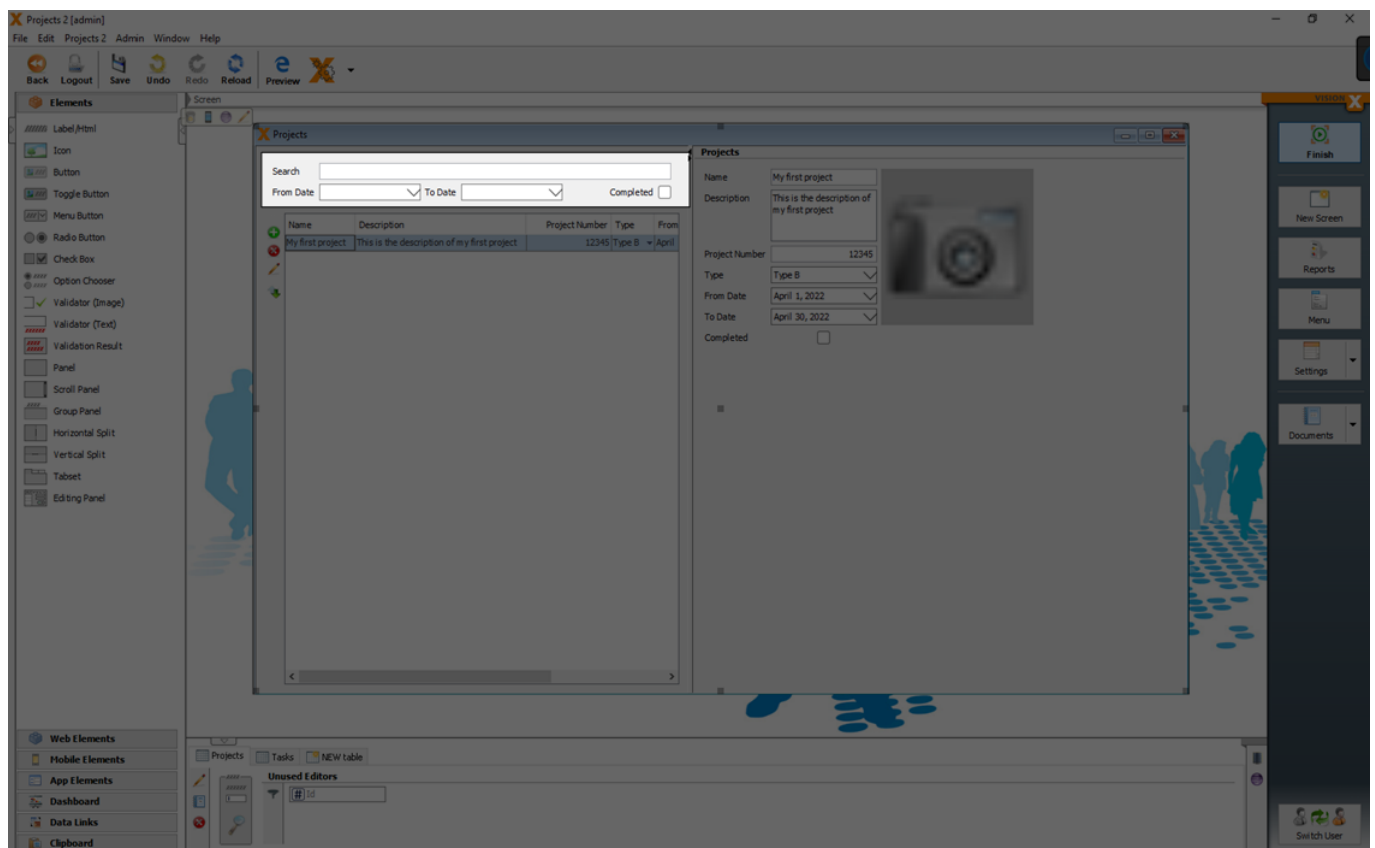 Projects 2 [admin]
File Edit Projects 2 Admin Window Help
Back Logout Save Undo Redo Reload Preview
Elements
Label/Html
Icon
Button
Toggle Button
Menu Button
Radio Button
Check Box
Option Chooser
Validator (Image)
Validator (Text)
Validation Result
Panel
Scroll Panel
Group Panel
Horizontal Split
Vertical Split
Tabset
Editing Panel
Web Elements
Mobile Elements
App Elements
Dashboard
Data Links
Clipboard
Screen
Projects
Search
From Date To Date Completed
Name Description Project Number Type From
My first project This is the description of my first project 12345 Type B April
Projects
Name My first project
Description This is the description of
my first project
Project Number 12345
Type Type B
From Date April 1, 2022
To Date April 30, 2022
Completed
Projects Tasks NEW table
Unused Editors
# Id
VISION X
Finish
New Screen
Reports
Menu
Settings
Documents
Switch User